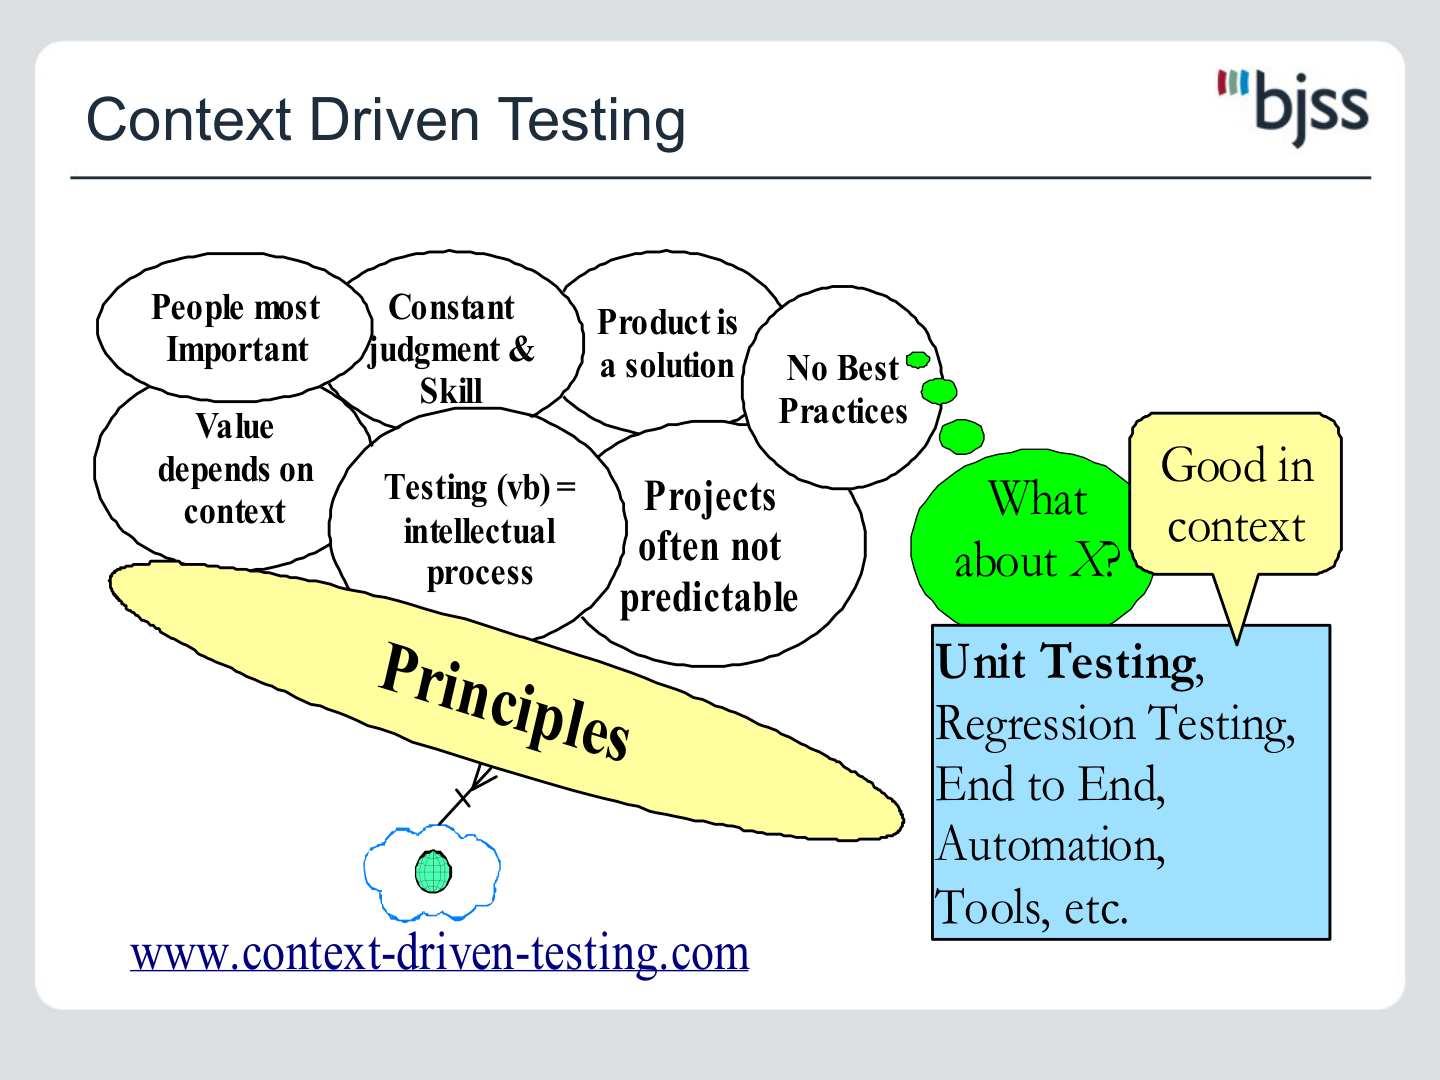 Context Driven Testing
bjss
People most
Important
Constant
judgment &
Skill
Product is
a solution
No Best
Practices
Value
depends on
context
Testing (vb) =
intellectual
process
Projects
often not
predictable
What
about X?
Good in
context
Principles
Unit Testing,
Regression Testing,
End to End,
Automation,
Tools, etc.
www.context-driven-testing.com